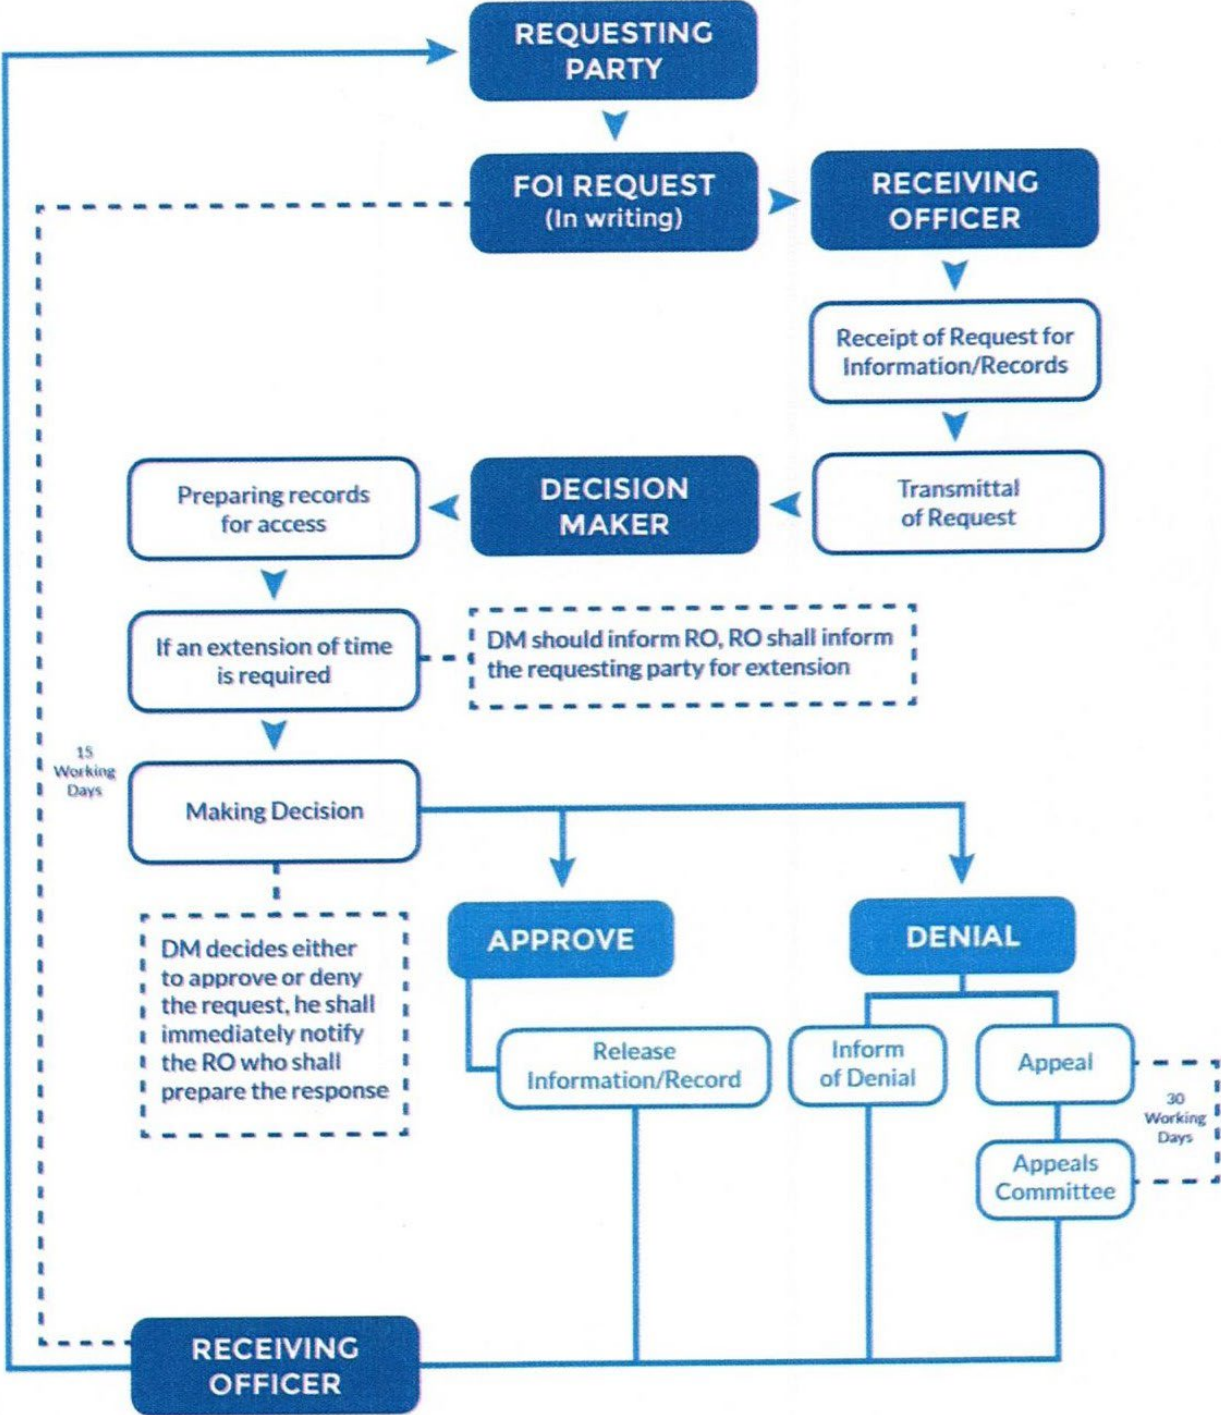 REQUESTING
PARTY
FOI REQUEST
(In writing)
RECEIVING
OFFICER
Receipt of Request for
Information/Records
Transmittal
of Request
DECISION
MAKER
Preparing records
for access
If an extension of time
is required
DM should inform RO, RO shall inform
the requesting party for extension
15
Working
Days
Making Decision
DM decides either
to approve or deny
the request, he shall
immediately notify
the RO who shall
prepare the response
APPROVE
DENIAL
Release
Information/Record
Inform
of Denial
Appeal
30
Working
Days
Appeals
Committee
RECEIVING
OFFICER